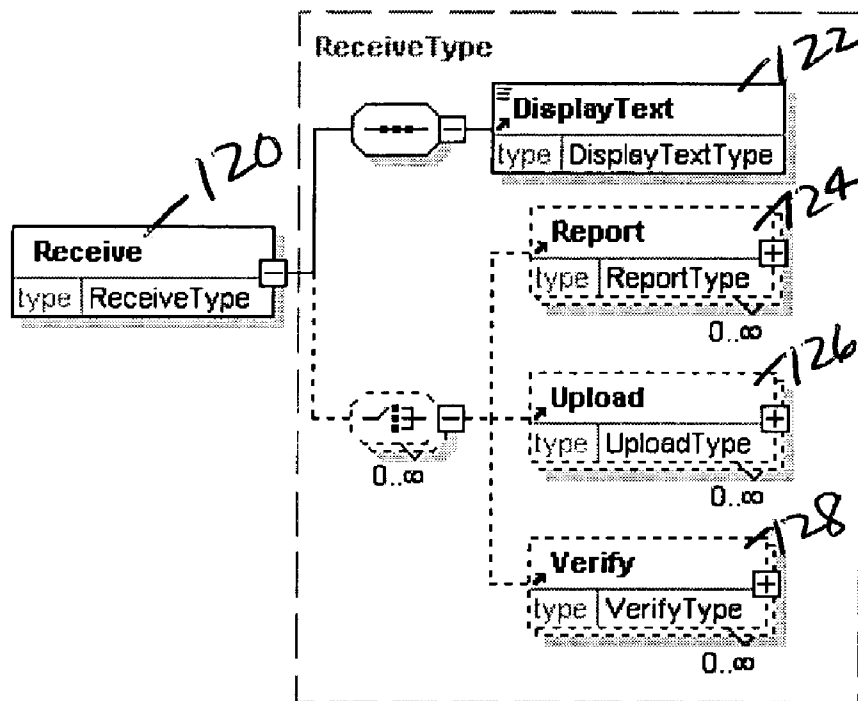 ReceiveType
122
DisplayText
type DisplayTextType
120
124
Receive
type ReceiveType
Report
type ReportType
0..∞
126
Upload
type UploadType
0..∞
0..∞
128
Verify
type VerifyType
0..∞